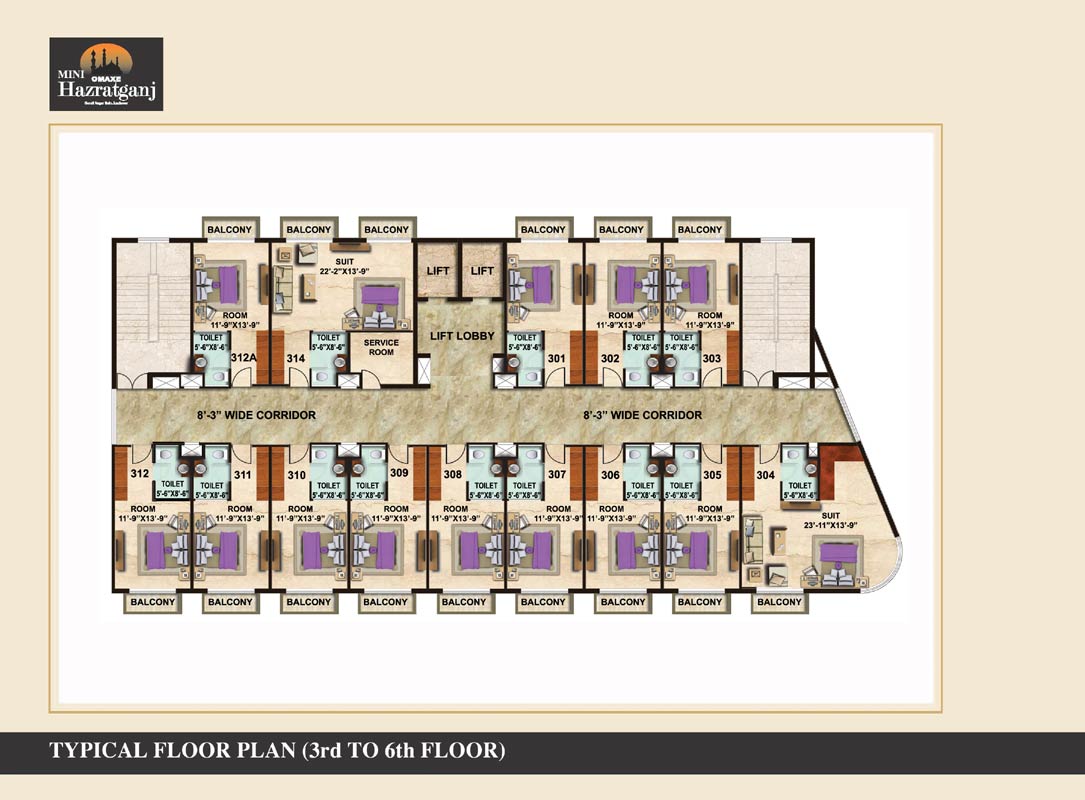 MINI
OMAXE
Hazratganj
BALCONY BALCONY BALCONY BALCONY BALCONY BALCONY
SUIT
22'-2"X13'-9"
LIFT LIFT
ROOM
11'-9"X13'-9"
ROOM
11'-9"X13'-9"
ROOM
11'-9"X13'-9"
TOILET
5'-6"X8'-6"
312A
314
TOILET
5'-6"X8'-6"
SERVICE
ROOM
LIFT LOBBY
TOILET
5'-6"X8'-6"
301
302
TOILET
5'-6"X8'-6"
TOILET
5'-6"X8'-6"
303
8'-3" WIDE CORRIDOR 8'-3" WIDE CORRIDOR
312
TOILET
5'-6"X8'-6"
311
TOILET
5'-6"X8'-6"
310
TOILET
5'-6"X8'-6"
309
TOILET
5'-6"X8'-6"
308
TOILET
5'-6"X8'-6"
307
TOILET
5'-6"X8'-6"
306
TOILET
5'-6"X8'-6"
305
TOILET
5'-6"X8'-6"
304
TOILET
5'-6"X8'-6"
ROOM
11'-9"X13'-9"
ROOM
11'-9"X13'-9"
ROOM
11'-9"X13'-9"
ROOM
11'-9"X13'-9"
ROOM
11'-9"X13'-9"
ROOM
11'-9"X13'-9"
ROOM
11'-9"X13'-9"
ROOM
11'-9"X13'-9"
SUIT
23'-11"X13'-9"
BALCONY BALCONY BALCONY BALCONY BALCONY BALCONY BALCONY BALCONY BALCONY
TYPICAL FLOOR PLAN (3rd TO 6th FLOOR)